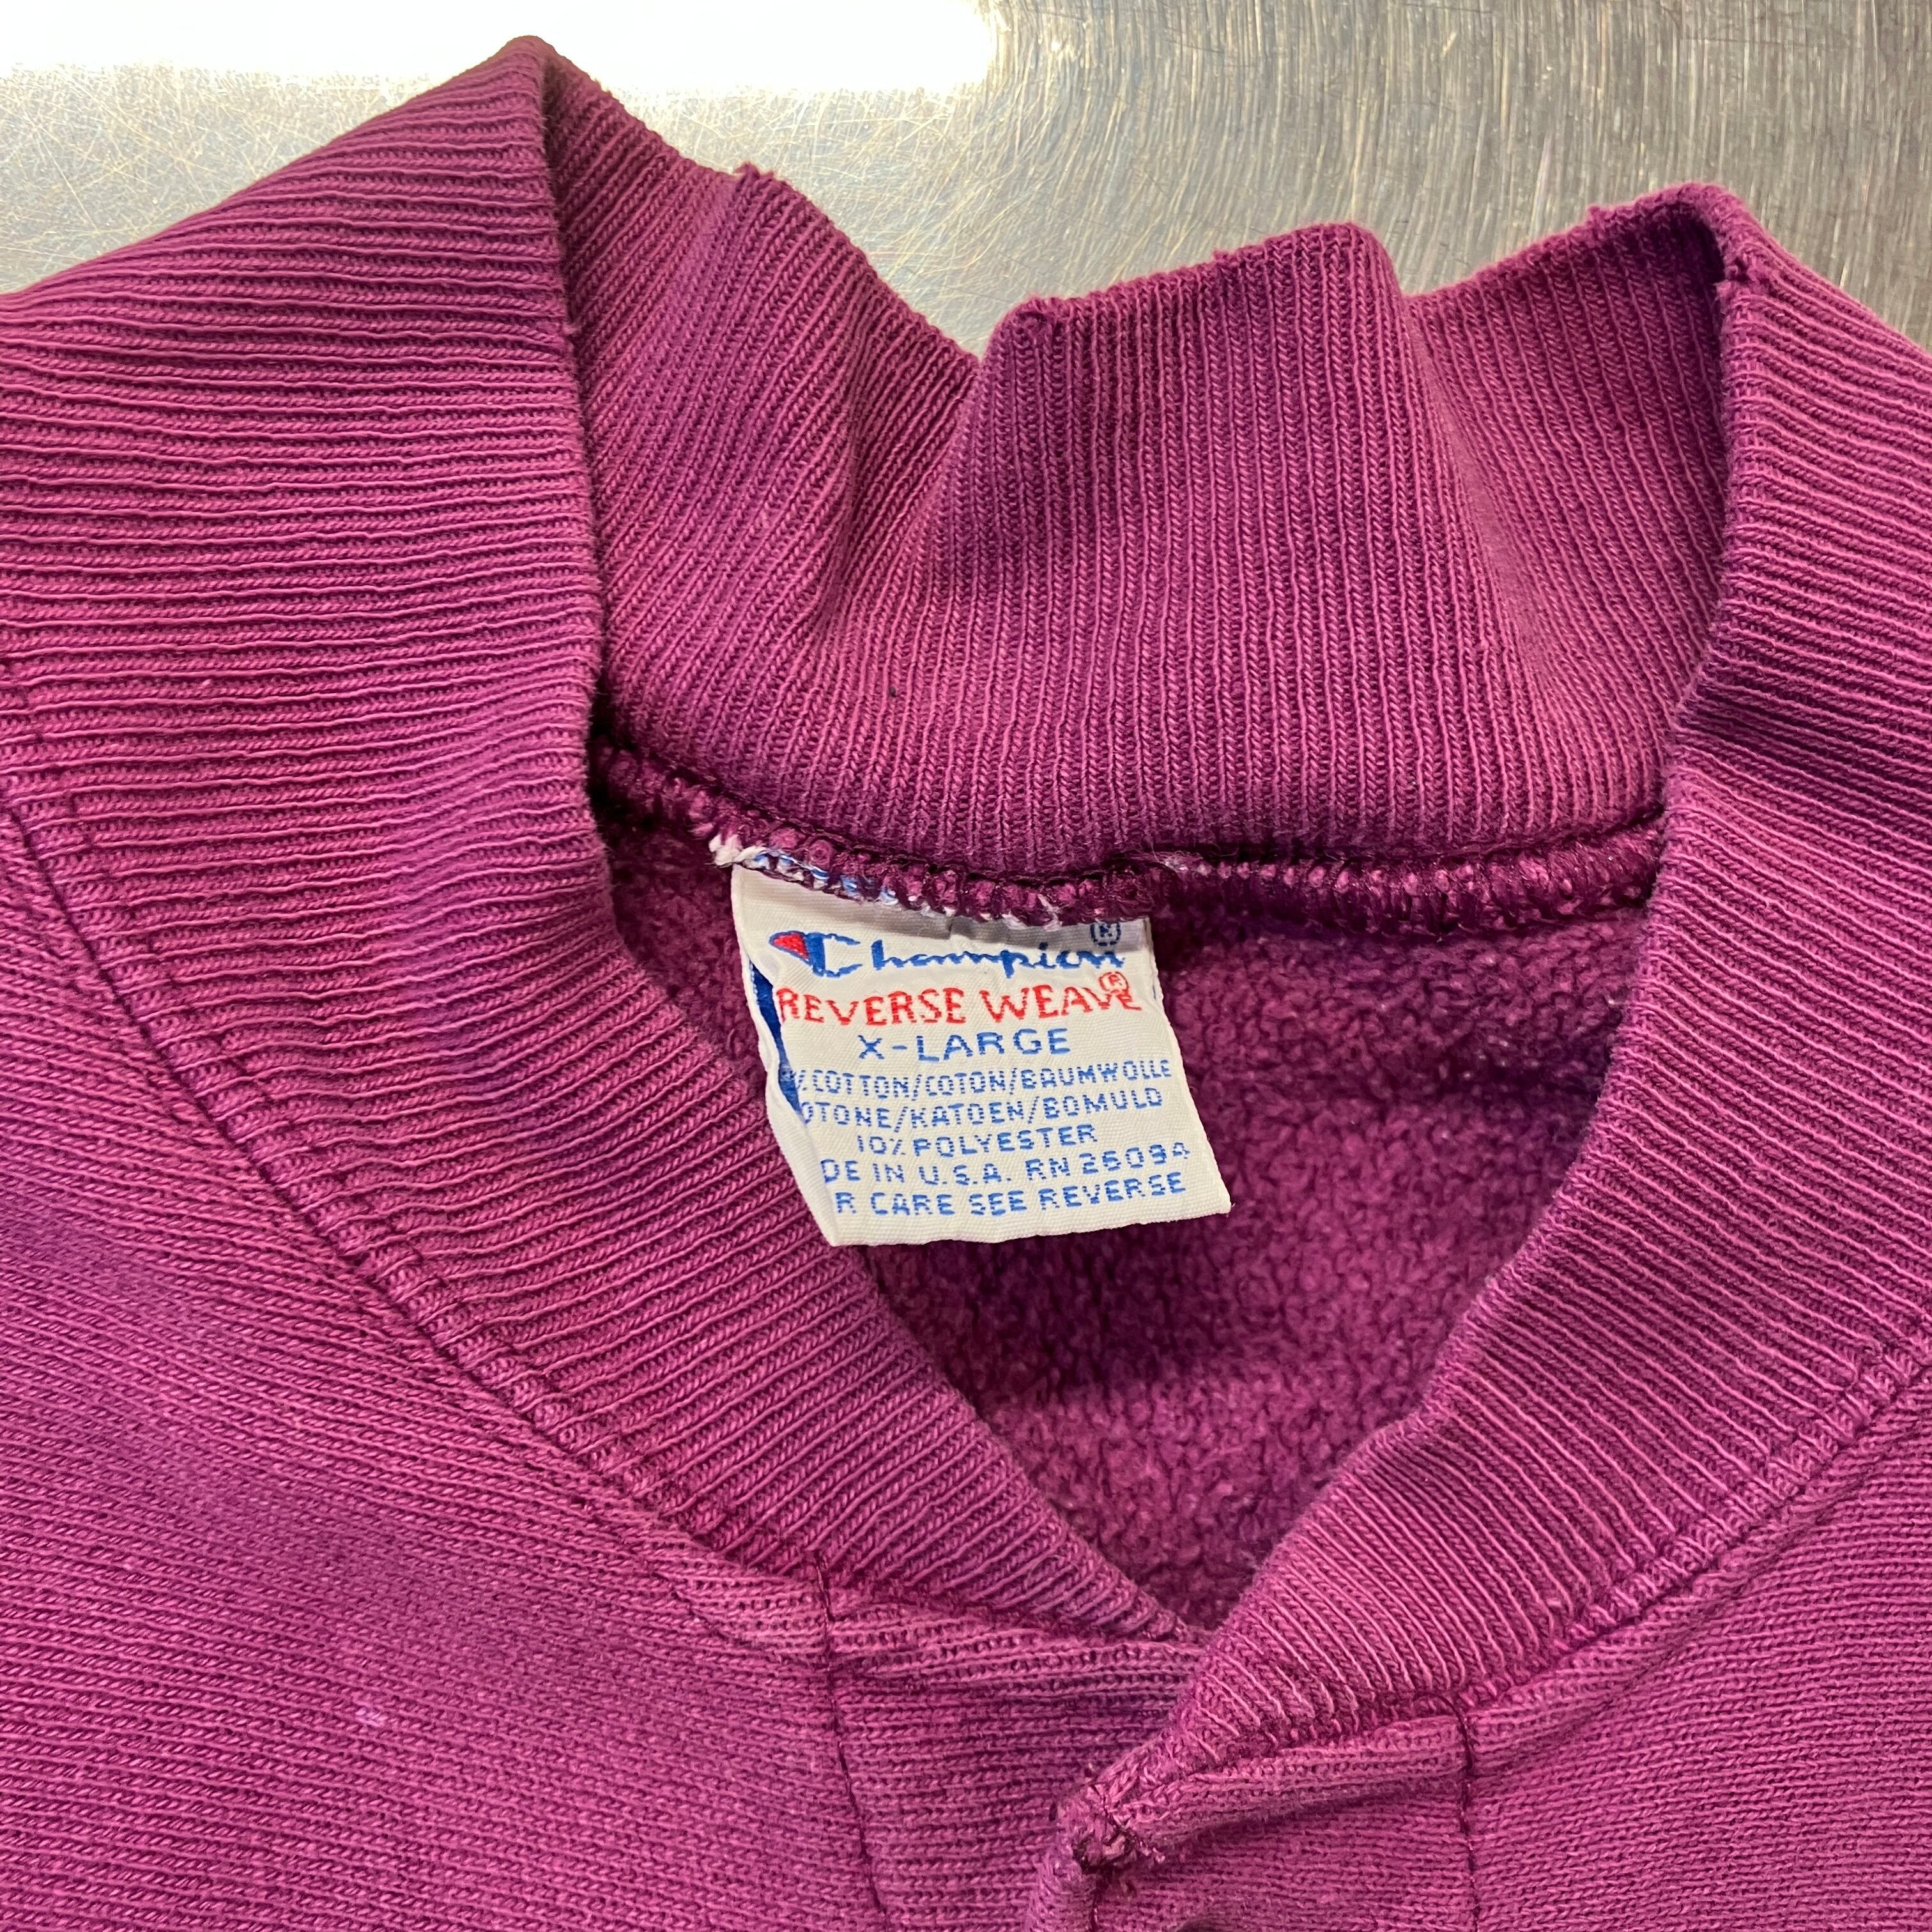 Champion®
REVERSE WEAVE®
X-LARGE
COTTON/COTON/BAUMWOLLE
OTONE/KATOEN/BOMULD
10% POLYESTER
DE IN U.S.A. RN 26094
R CARE SEE REVERSE